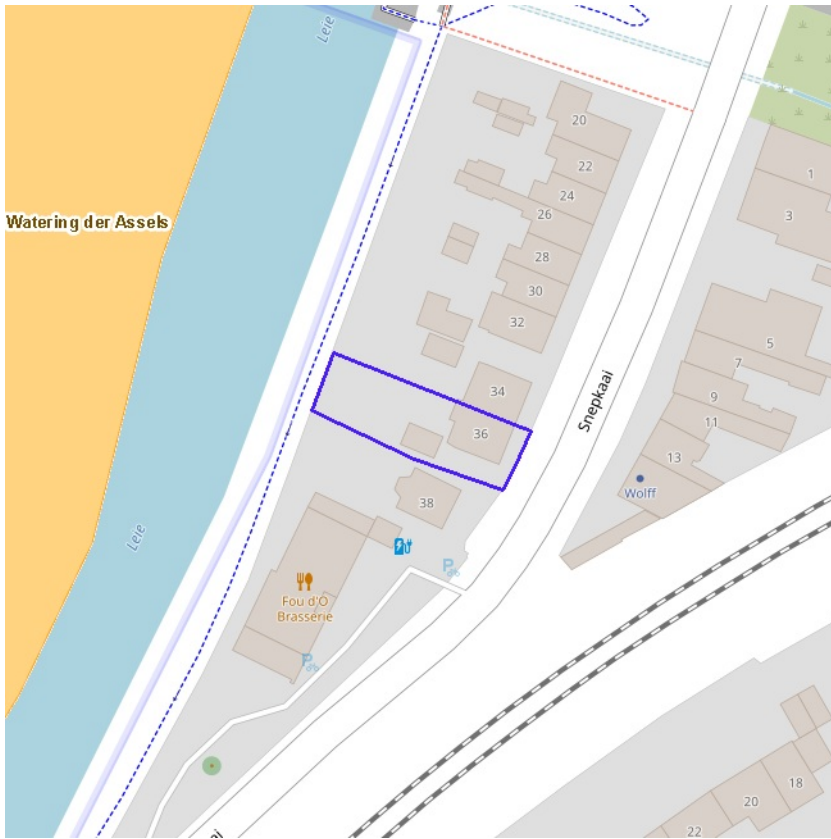 Leie
20
22
24
26
28
30
32
34
36
38
1
3
5
7
9
11
13
Watering der Assels
Snepkaai
Wolff
Leie
Fou d'O
Brasserie
P
P
18
20
22